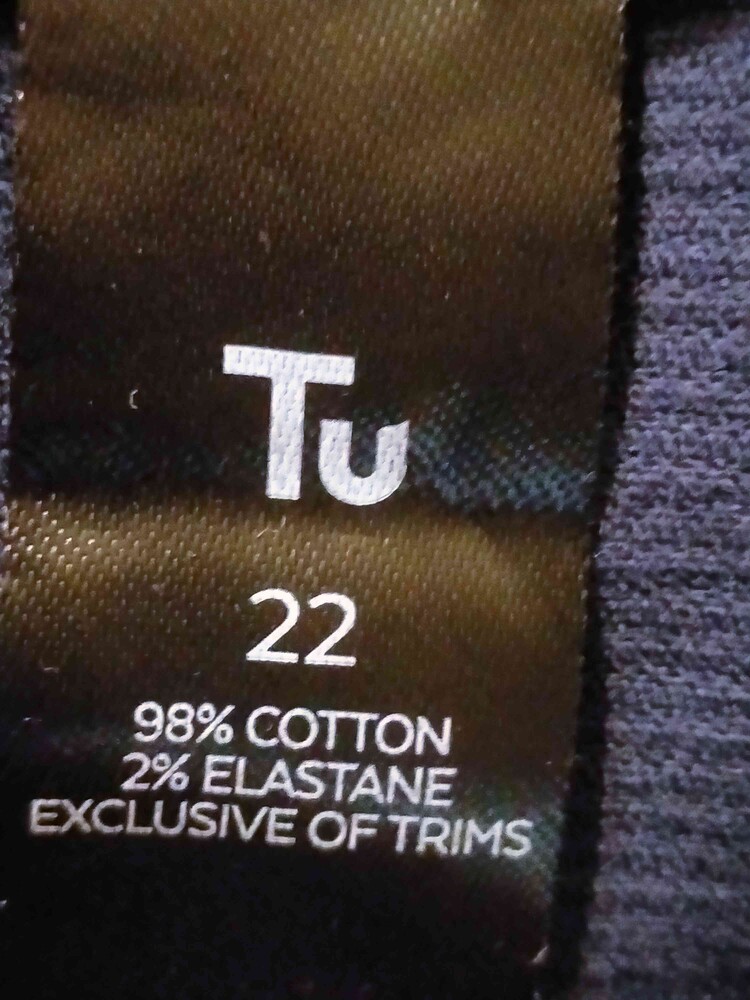 Tu
22
98% COTTON
2% ELASTANE
EXCLUSIVE OF TRIMS